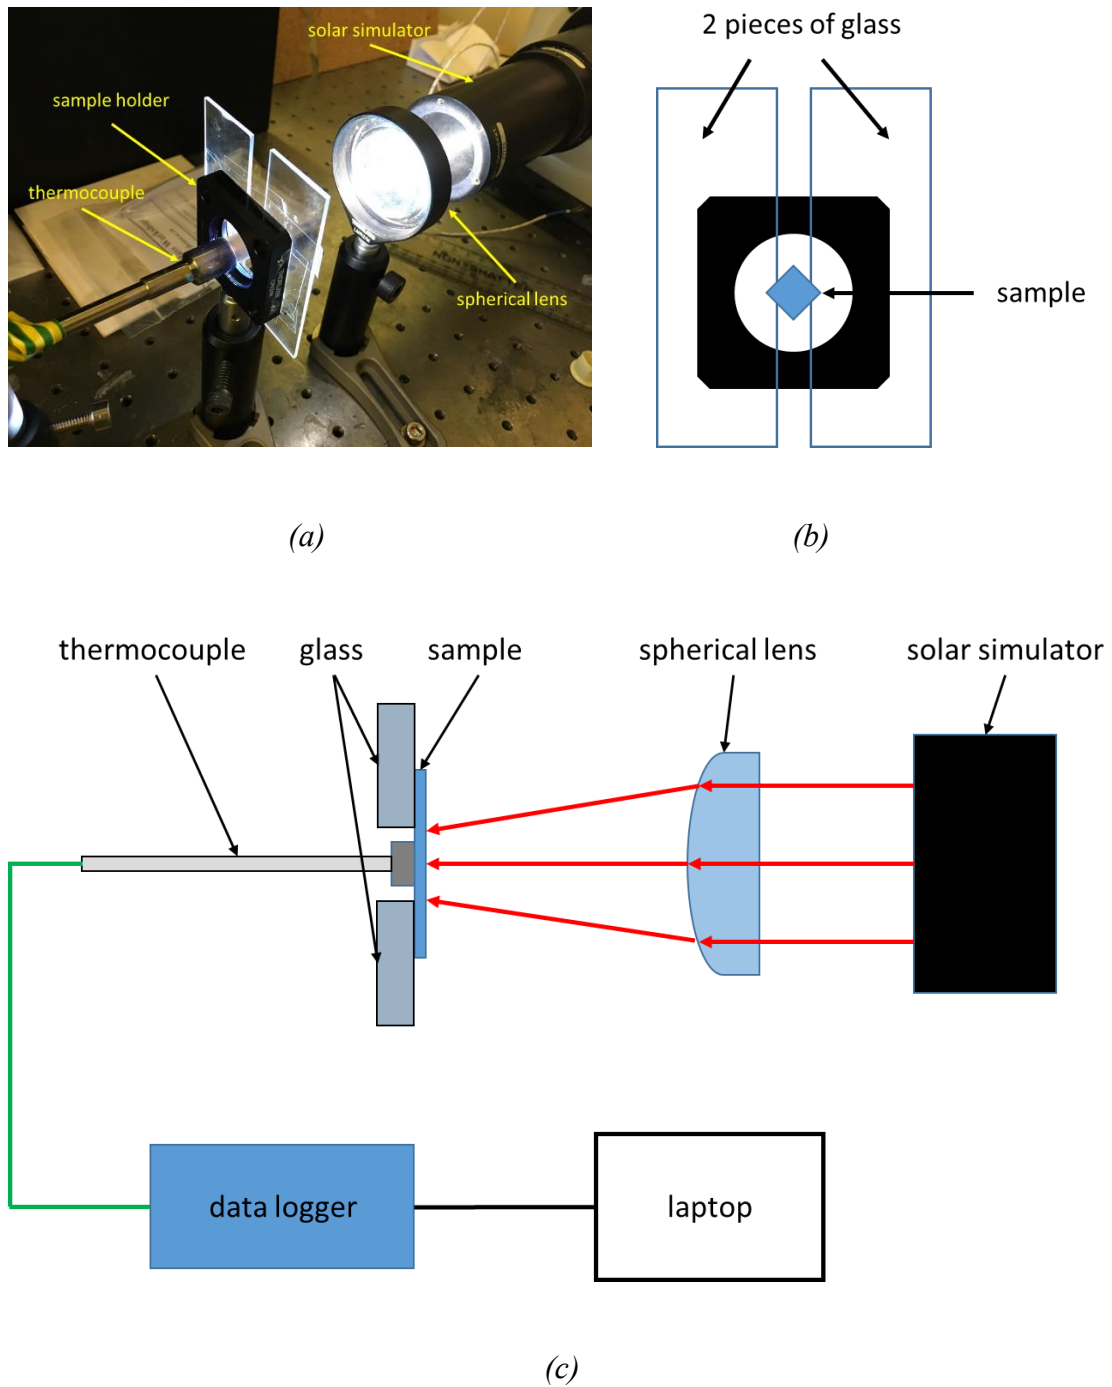 solar simulator
sample holder
thermocouple
spherical lens
2 pieces of glass
sample
(a)
(b)
thermocouple
glass
sample
spherical lens
solar simulator
data logger
laptop
(c)